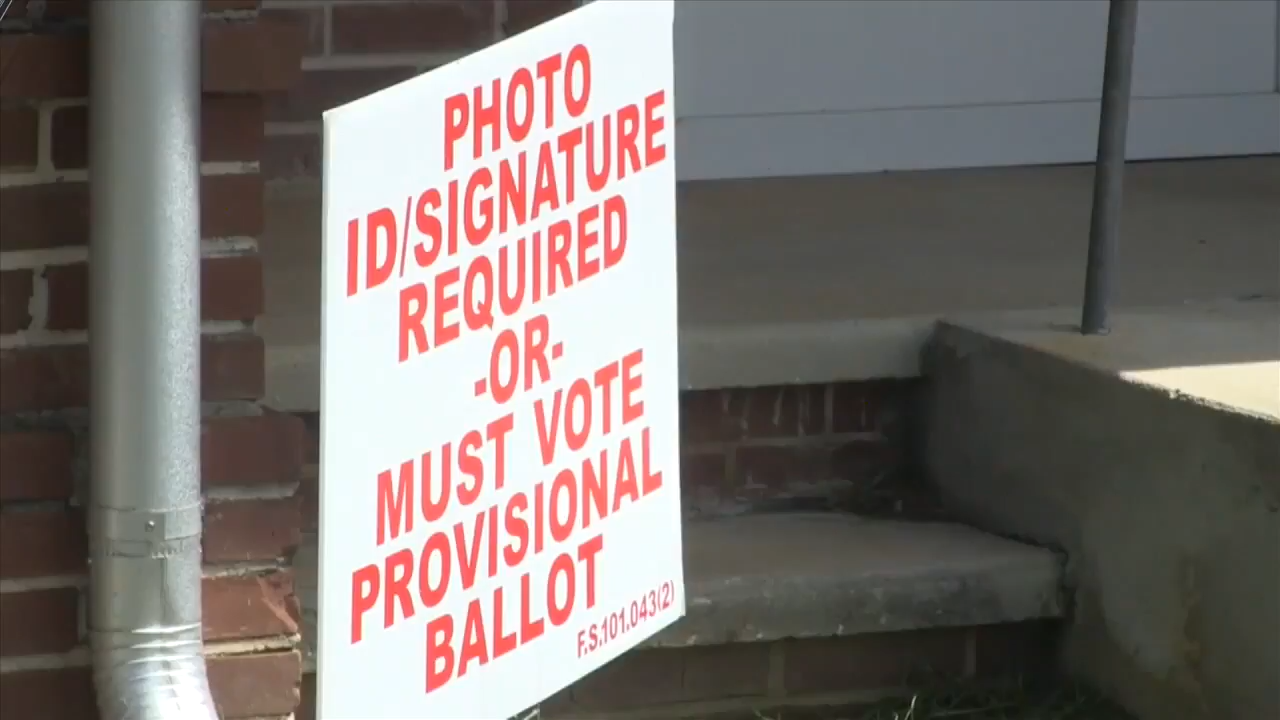 PHOTO
ID/SIGNATURE
REQUIRED
-OR-
MUST VOTE
PROVISIONAL
BALLOT
F.S.101.043(2)